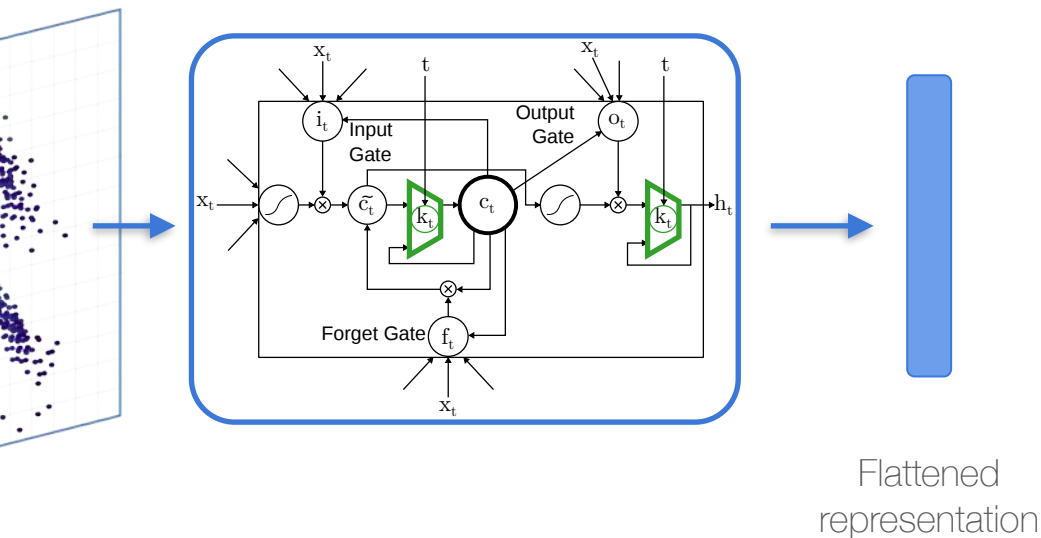 x_t
t
x_t
t
i_t
Input
Gate
Output
Gate
o_t
x_t
c̃_t
k_t
c_t
k_t
h_t
Forget Gate
f_t
x_t
Flattened
representation